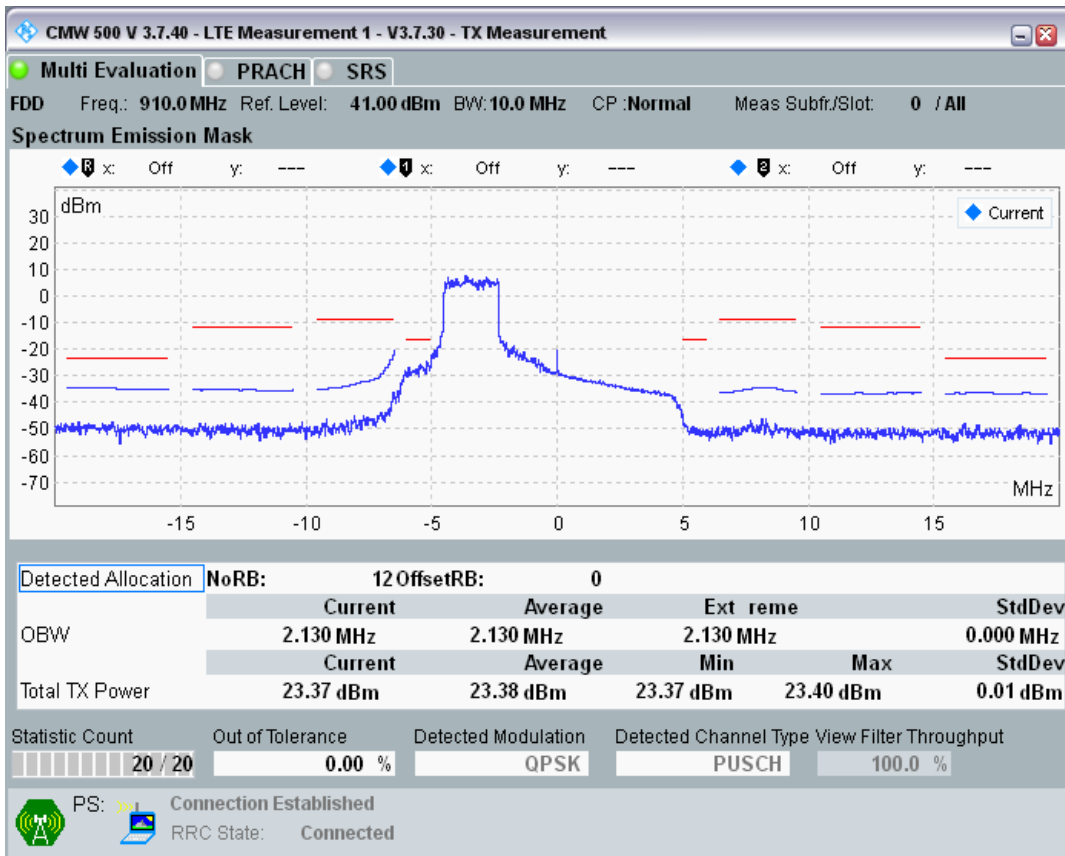 CMW 500 V 3.7.40 - LTE Measurement 1 - V3.7.30 - TX Measurement
Multi Evaluation PRACH SRS
FDD Freq.: 910.0 MHz Ref. Level: 41.00 dBm BW: 10.0 MHz CP : Normal Meas Subfr./Slot: 0 / All
Spectrum Emission Mask
R x: Off y: --- 1 x: Off y: --- 2 x: Off y: ---
dBm
Current
30
20
10
0
-10
-20
-30
-40
-50
-60
-70
MHz
-15 -10 -5 0 5 10 15
Detected Allocation NoRB: 12 OffsetRB: 0
Current Average Ext reme StdDev
OBW 2.130 MHz 2.130 MHz 2.130 MHz 0.000 MHz
Current Average Min Max StdDev
Total TX Power 23.37 dBm 23.38 dBm 23.37 dBm 23.40 dBm 0.01 dBm
Statistic Count Out of Tolerance Detected Modulation Detected Channel Type View Filter Throughput
20 / 20 0.00 % QPSK PUSCH 100.0 %
PS: Connection Established
RRC State: Connected